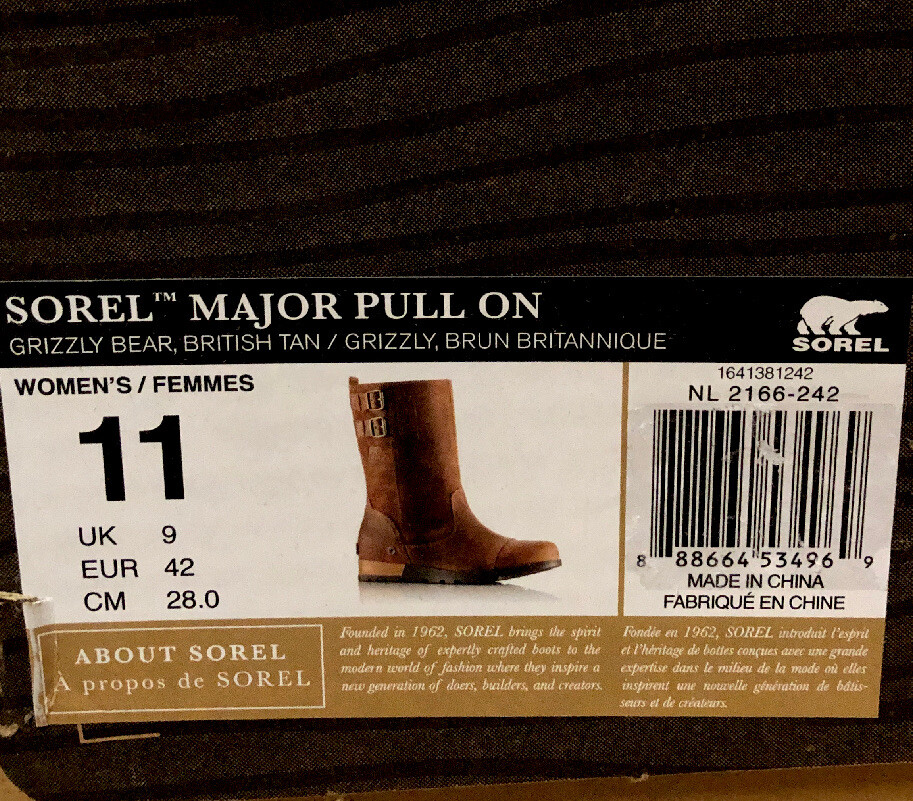 SOREL™ MAJOR PULL ON
GRIZZLY BEAR, BRITISH TAN / GRIZZLY, BRUN BRITANNIQUE
SOREL
WOMEN'S / FEMMES
11
UK 9
EUR 42
CM 28.0
1641381242
NL 2166-242
8 88664 53496 9
MADE IN CHINA
FABRIQUÉ EN CHINE
ABOUT SOREL
À propos de SOREL
Founded in 1962, SOREL brings the spirit
and heritage of expertly crafted boots to the
modern world of fashion where they inspire a
new generation of doers, builders, and creators.
Fondée en 1962, SOREL introduit l'esprit
et l'héritage de bottes conçues avec une grande
expertise dans le milieu de la mode où elles
inspirent une nouvelle génération de bâtis-
seurs et de créateurs.